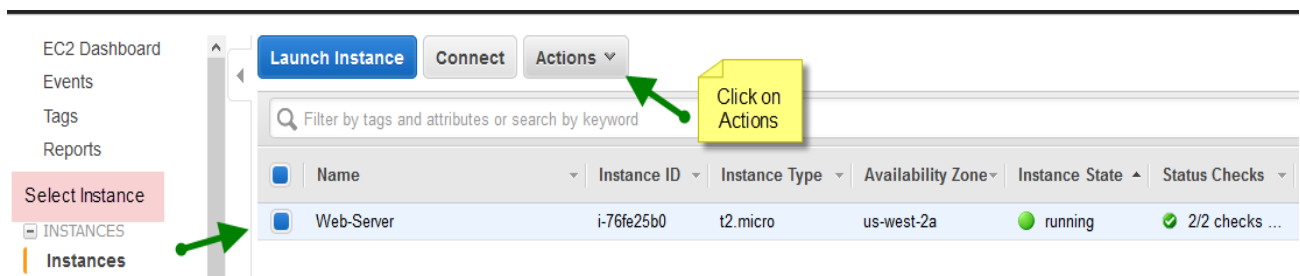 EC2 Dashboard
Events
Tags
Reports
Select Instance
INSTANCES
Instances
Launch Instance Connect Actions
Click on
Actions
Filter by tags and attributes or search by keyword
Name Instance ID Instance Type Availability Zone Instance State Status Checks
Web-Server i-76fe25b0 t2.micro us-west-2a running 2/2 checks ...